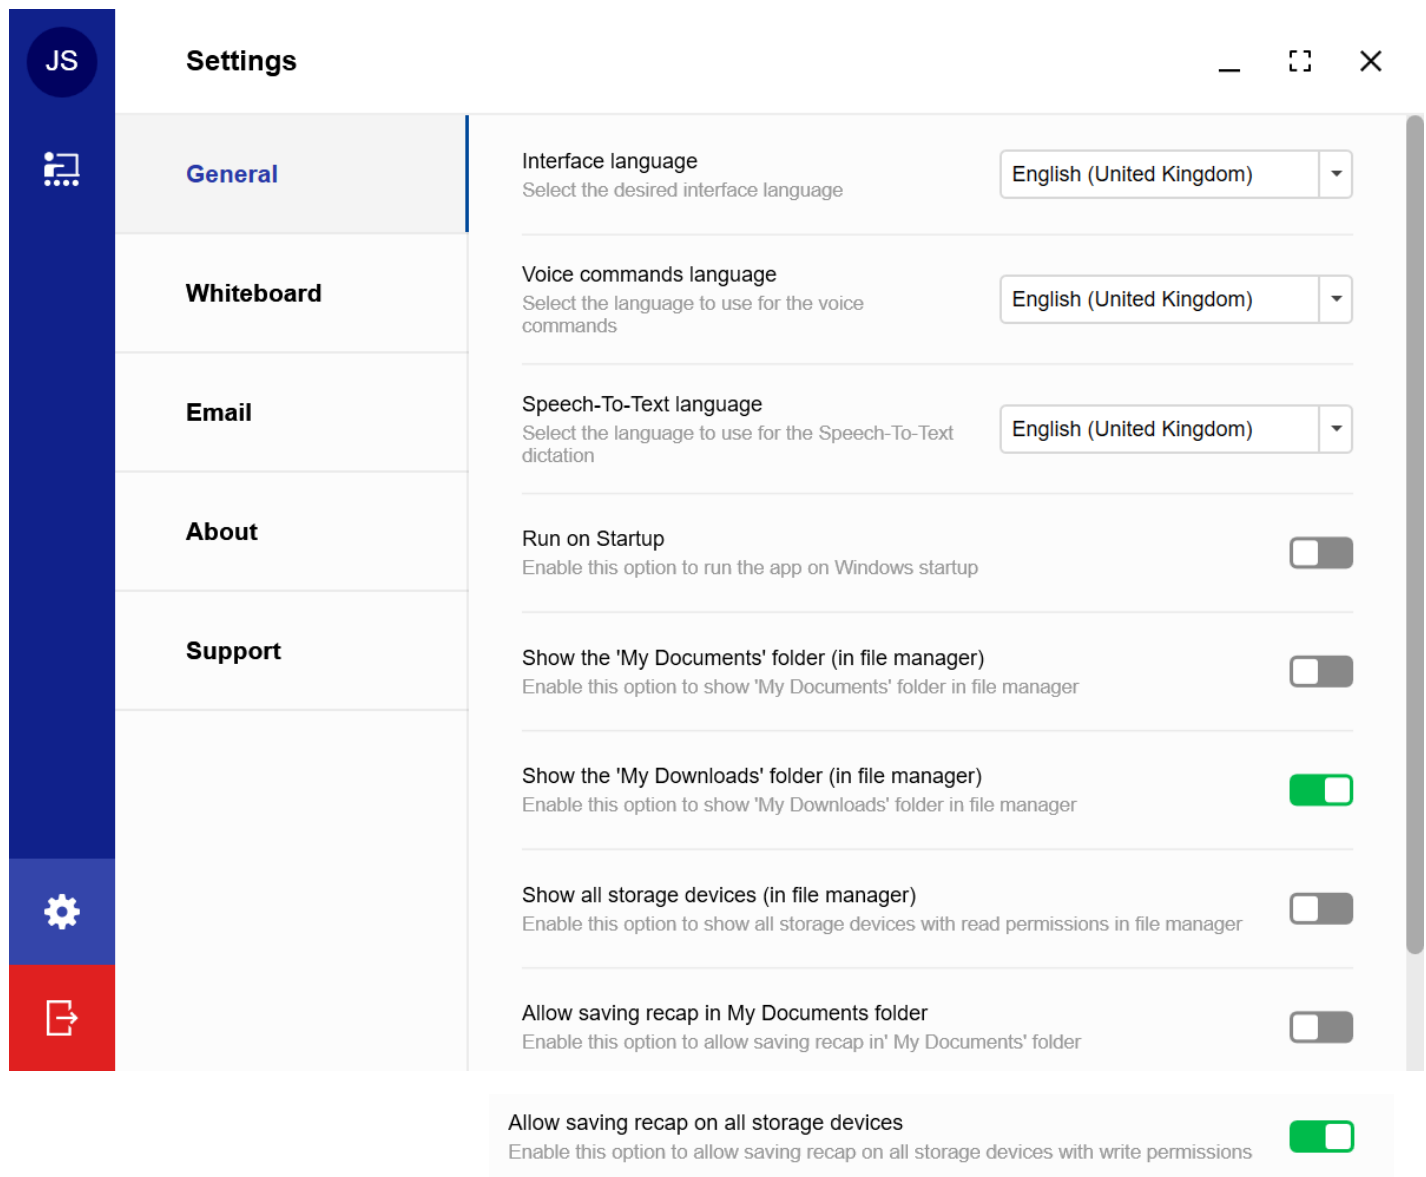 JS
Settings
General
Whiteboard
Email
About
Support
Interface language
Select the desired interface language
English (United Kingdom)
Voice commands language
Select the language to use for the voice
commands
English (United Kingdom)
Speech-To-Text language
Select the language to use for the Speech-To-Text
dictation
English (United Kingdom)
Run on Startup
Enable this option to run the app on Windows startup
Show the 'My Documents' folder (in file manager)
Enable this option to show 'My Documents' folder in file manager
Show the 'My Downloads' folder (in file manager)
Enable this option to show 'My Downloads' folder in file manager
Show all storage devices (in file manager)
Enable this option to show all storage devices with read permissions in file manager
Allow saving recap in My Documents folder
Enable this option to allow saving recap in' My Documents' folder
Allow saving recap on all storage devices
Enable this option to allow saving recap on all storage devices with write permissions